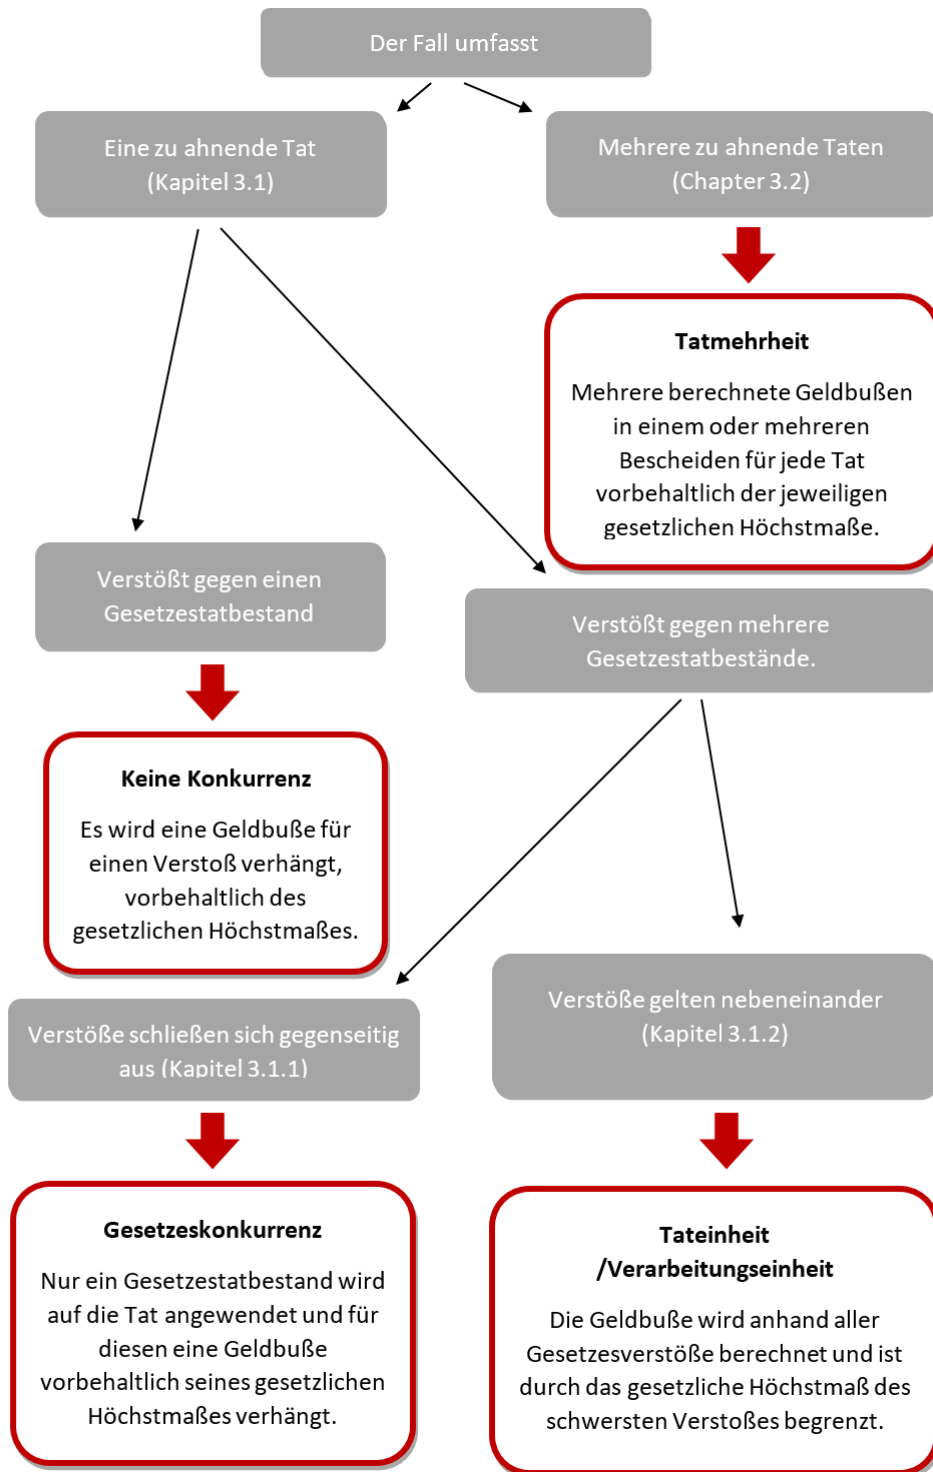 Der Fall umfasst
Eine zu ahnende Tat
(Kapitel 3.1)
Mehrere zu ahnende Taten
(Chapter 3.2)
Tatmehrheit
Mehrere berechnete Geldbußen
in einem oder mehreren
Bescheiden für jede Tat
vorbehaltlich der jeweiligen
gesetzlichen Höchstmaße.
Verstößt gegen einen
Gesetzestatbestand
Verstößt gegen mehrere
Gesetzestatbestände.
Keine Konkurrenz
Es wird eine Geldbuße für
einen Verstoß verhängt,
vorbehaltlich des
gesetzlichen Höchstmaßes.
Verstöße schließen sich gegenseitig
aus (Kapitel 3.1.1)
Verstöße gelten nebeneinander
(Kapitel 3.1.2)
Gesetzeskonkurrenz
Nur ein Gesetzestatbestand wird
auf die Tat angewendet und für
diesen eine Geldbuße
vorbehaltlich seines gesetzlichen
Höchstmaßes verhängt.
Tateinheit
/Verarbeitungseinheit
Die Geldbuße wird anhand aller
Gesetzesverstöße berechnet und ist
durch das gesetzliche Höchstmaß des
schwersten Verstoßes begrenzt.